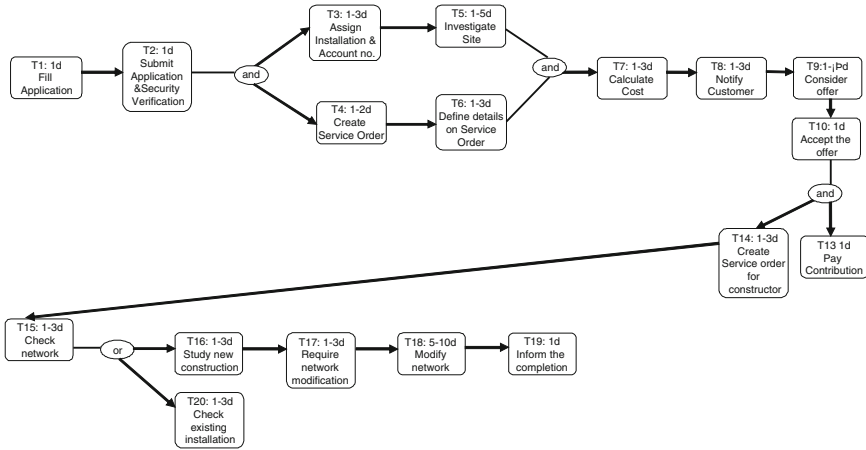 T1: 1d
Fill
Application
T2: 1d
Submit
Application
&Security
Verification
and
T3: 1-3d
Assign
Installation &
Account no.
T4: 1-2d
Create
Service Order
T5: 1-5d
Investigate
Site
T6: 1-3d
Define details
on Service
Order
and
T7: 1-3d
Calculate
Cost
T8: 1-3d
Notify
Customer
T9:1-¡Þd
Consider
offer
T10: 1d
Accept the
offer
and
T14: 1-3d
Create
Service order
for
constructor
T13 1d
Pay
Contribution
T15: 1-3d
Check
network
or
T16: 1-3d
Study new
construction
T17: 1-3d
Require
network
modification
T18: 5-10d
Modify
network
T19: 1d
Inform the
completion
T20: 1-3d
Check
existing
installation